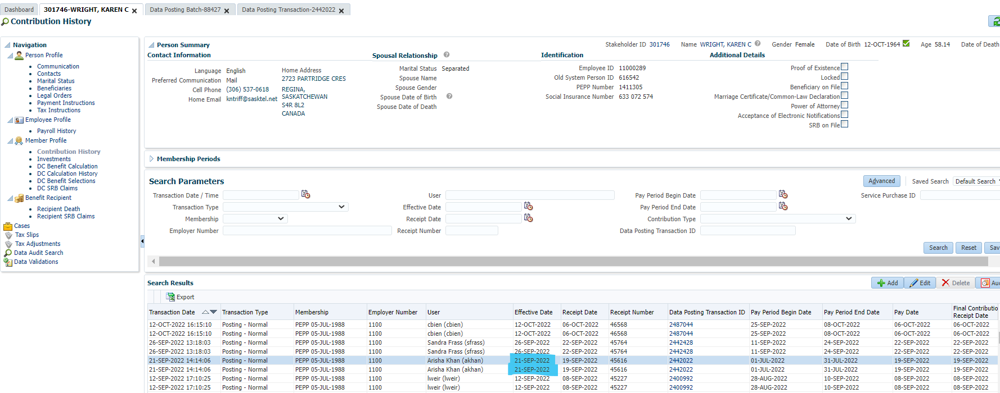 Dashboard
301746-WRIGHT, KAREN C
Data Posting Batch-88427
Data Posting Transaction-2442022
Contribution History
Navigation
Person Profile
Communication
Contacts
Marital Status
Beneficiaries
Legal Orders
Payment Instructions
Tax Instructions
Employee Profile
Payroll History
Member Profile
Contribution History
Investments
DC Benefit Calculation
DC Calculation History
DC Benefit Selections
DC SRB Claims
Benefit Recipient
Recipient Death
Recipient SRB Claims
Cases
Tax Slips
Tax Adjustments
Data Audit Search
Data Validations
Person Summary
Stakeholder ID 301746 Name WRIGHT, KAREN C Gender Female Date of Birth 12-OCT-1964 Age 58.14 Date of Death
Contact Information
Language English
Preferred Communication Mail
Cell Phone (306) 537-0618
Home Email kntriff@sasktel.net
Home Address
2723 PARTRIDGE CRES
REGINA,
SASKATCHEWAN
S4R 8L2
CANADA
Spousal Relationship
Marital Status Separated
Spouse Name
Spouse Gender
Spouse Date of Birth
Spouse Date of Death
Identification
Employee ID 11000289
Old System Person ID 616542
PEPP Number 1411305
Social Insurance Number 633 072 574
Additional Details
Proof of Existence
Locked
Beneficiary on File
Marriage Certificate/Common-Law Declaration
Power of Attorney
Acceptance of Electronic Notifications
SRB on File
Membership Periods
Search Parameters
Advanced Saved Search Default Search
Transaction Date / Time User Pay Period Begin Date Service Purchase ID
Transaction Type Effective Date Pay Period End Date
Membership Receipt Date Contribution Type
Employer Number Receipt Number Data Posting Transaction ID
Search Reset Sav
Search Results
Add Edit Delete Au
Export
Transaction Date Transaction Type Membership Employer Number User Effective Date Receipt Date Receipt Number Data Posting Transaction ID Pay Period Begin Date Pay Period End Date Pay Date Final Contributio
Receipt Date
12-OCT-2022 16:15:10 Posting - Normal PEPP 05-JUL-1988 1100 cbien (cbien) 12-OCT-2022 06-OCT-2022 46568 2487044 25-SEP-2022 08-OCT-2022 06-OCT-2022 06-OCT-2022
12-OCT-2022 16:15:10 Posting - Normal PEPP 05-JUL-1988 1100 cbien (cbien) 12-OCT-2022 06-OCT-2022 46568 2487044 25-SEP-2022 08-OCT-2022 06-OCT-2022 06-OCT-2022
26-SEP-2022 13:18:03 Posting - Normal PEPP 05-JUL-1988 1100 Sandra Frass (sfrass) 26-SEP-2022 22-SEP-2022 45764 2442428 11-SEP-2022 24-SEP-2022 22-SEP-2022 22-SEP-2022
26-SEP-2022 13:18:03 Posting - Normal PEPP 05-JUL-1988 1100 Sandra Frass (sfrass) 26-SEP-2022 22-SEP-2022 45764 2442428 11-SEP-2022 24-SEP-2022 22-SEP-2022 22-SEP-2022
21-SEP-2022 14:14:06 Posting - Normal PEPP 05-JUL-1988 1100 Arisha Khan (akhan) 21-SEP-2022 19-SEP-2022 45616 2442022 01-JUL-2022 31-JUL-2022 19-SEP-2022 19-SEP-2022
21-SEP-2022 14:14:06 Posting - Normal PEPP 05-JUL-1988 1100 Arisha Khan (akhan) 21-SEP-2022 19-SEP-2022 45616 2442022 01-JUL-2022 31-JUL-2022 19-SEP-2022 19-SEP-2022
12-SEP-2022 17:10:25 Posting - Normal PEPP 05-JUL-1988 1100 lweir (lweir) 12-SEP-2022 08-SEP-2022 45227 2400992 28-AUG-2022 10-SEP-2022 08-SEP-2022 08-SEP-2022
12-SEP-2022 17:10:25 Posting - Normal PEPP 05-JUL-1988 1100 lweir (lweir) 12-SEP-2022 08-SEP-2022 45227 2400992 28-AUG-2022 10-SEP-2022 08-SEP-2022 08-SEP-2022